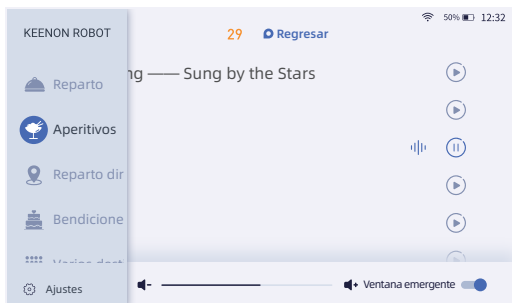 50% 12:32
KEENON ROBOT
29 Regresar
ng —— Sung by the Stars
Reparto
Aperitivos
Reparto dir
Bendicione
Ajustes
Ventana emergente